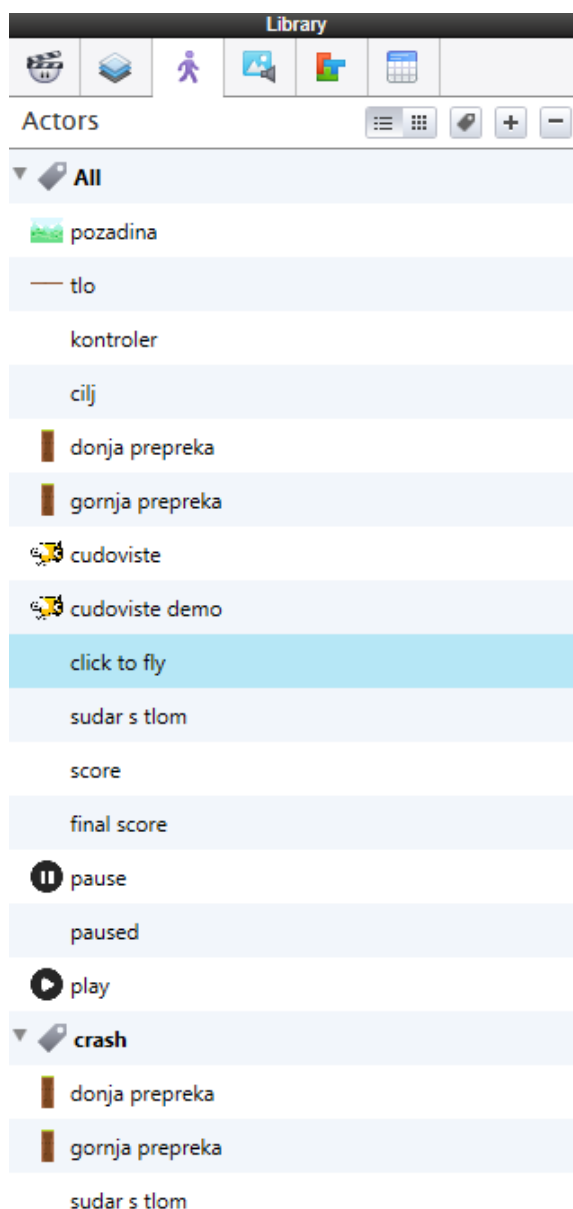 Library
Actors
All
pozadina
tlo
kontroler
cilj
donja prepreka
gornja prepreka
cudoviste
cudoviste demo
click to fly
sudar s tlom
score
final score
pause
paused
play
crash
donja prepreka
gornja prepreka
sudar s tlom